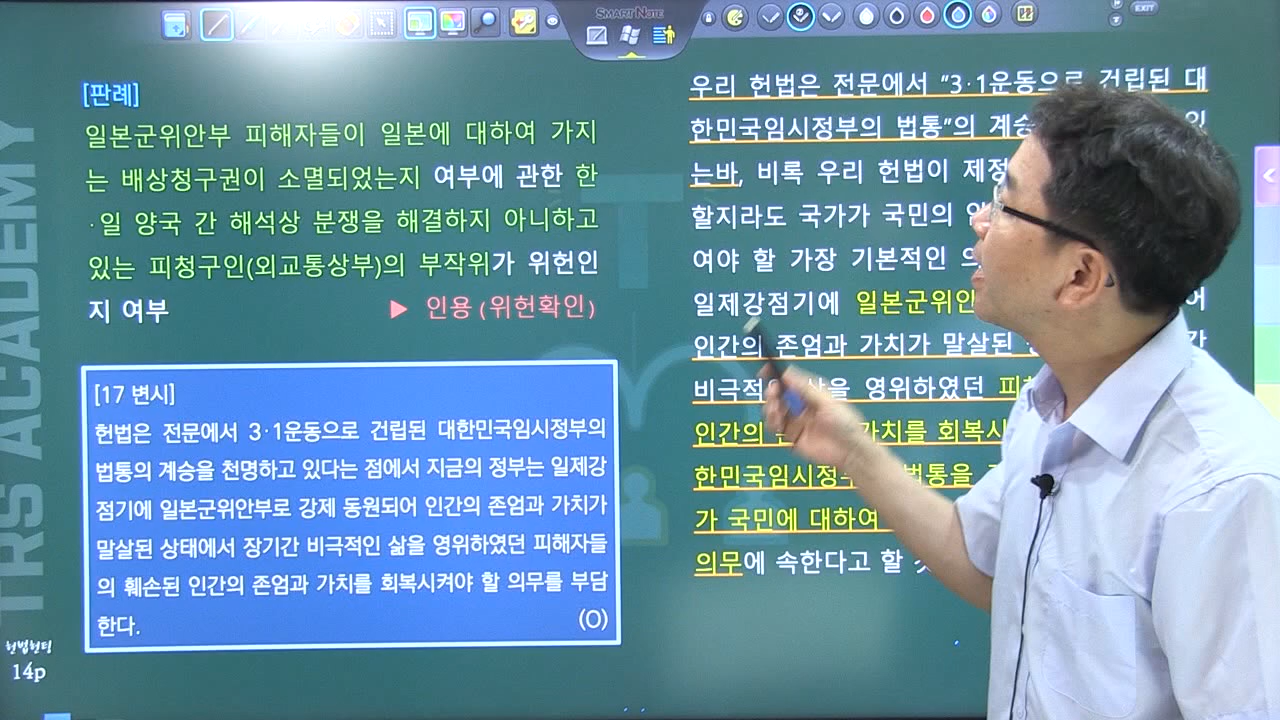 SMART NOTE
EXIT
[판례]
일본군위안부 피해자들이 일본에 대하여 가지
는 배상청구권이 소멸되었는지 여부에 관한 한
·일 양국 간 해석상 분쟁을 해결하지 아니하고
있는 피청구인(외교통상부)의 부작위가 위헌인
지 여부 ▶ 인용 (위헌확인)
[17 변시]
헌법은 전문에서 3·1운동으로 건립된 대한민국임시정부의
법통의 계승을 천명하고 있다는 점에서 지금의 정부는 일제강
점기에 일본군위안부로 강제 동원되어 인간의 존엄과 가치가
말살된 상태에서 장기간 비극적인 삶을 영위하였던 피해자들
의 훼손된 인간의 존엄과 가치를 회복시켜야 할 의무를 부담
한다. (O)
우리 헌법은 전문에서 "3·1운동으로 건립된 대
한민국임시정부의 법통"의 계승
는바, 비록 우리 헌법이 제정
할지라도 국가가 국민의
여야 할 가장 기본적인
일제강점기에 일본군위안 어
인간의 존엄과 가치가 말살된 간
비극적인 삶을 영위하였던
인간의 가치를 회복시
한민국임시정부 법통을
가 국민에 대하여
의무에 속한다고 할
TRS ACADEMY
헌법헌팅
14p